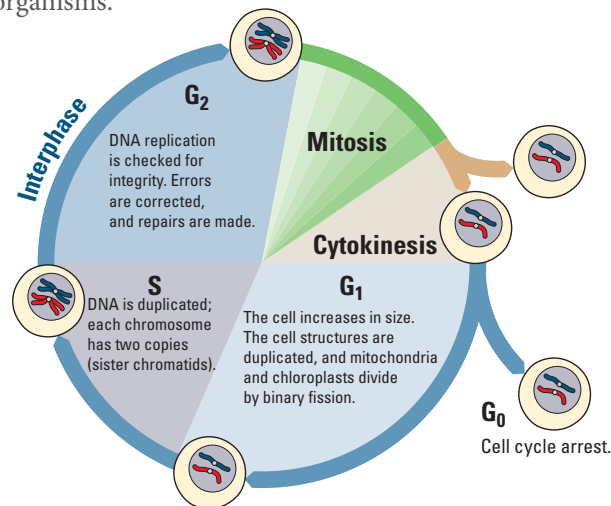 organisms.
Interphase
G₂
DNA replication
is checked for
integrity. Errors
are corrected,
and repairs are made.
Mitosis
Cytokinesis
S
DNA is duplicated;
each chromosome
has two copies
(sister chromatids).
G₁
The cell increases in size.
The cell structures are
duplicated, and mitochondria
and chloroplasts divide
by binary fission.
G₀
Cell cycle arrest.